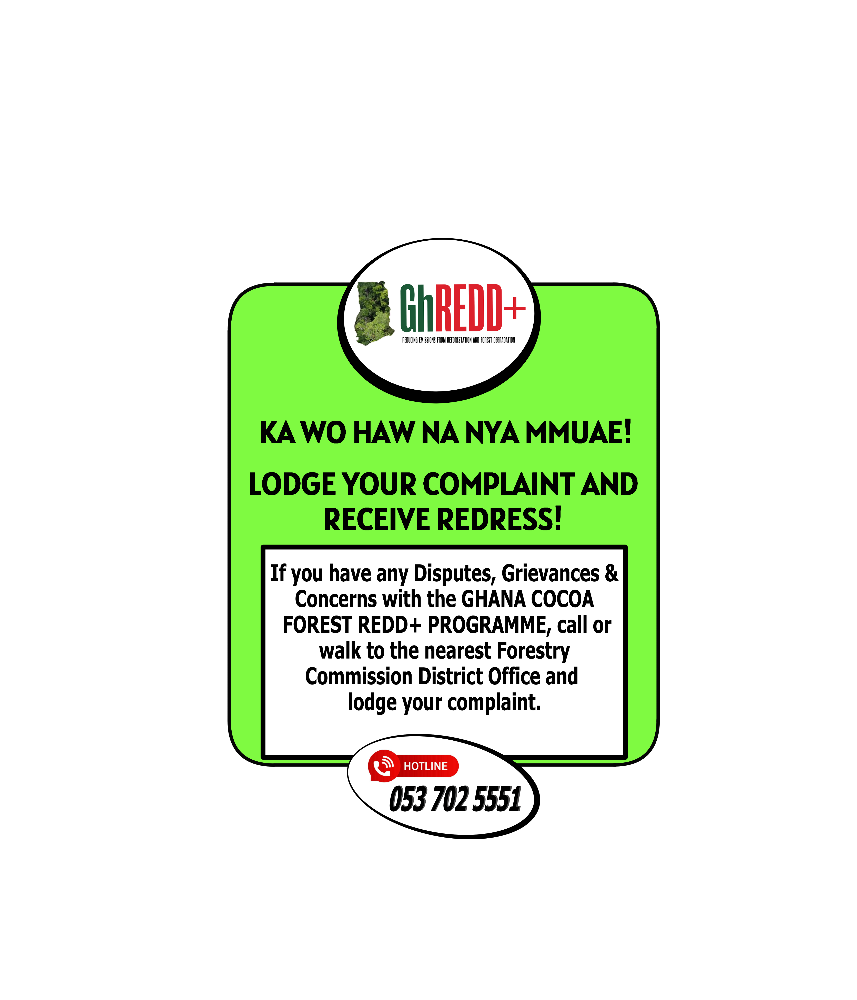 GhREDD+
REDUCING EMISSIONS FROM DEFORESTATION AND FOREST DEGRADATION
KA WO HAW NA NYA MMUAE!
LODGE YOUR COMPLAINT AND
RECEIVE REDRESS!
If you have any Disputes, Grievances &
Concerns with the GHANA COCOA
FOREST REDD+ PROGRAMME, call or
walk to the nearest Forestry
Commission District Office and
lodge your complaint.
HOTLINE
053 702 5551